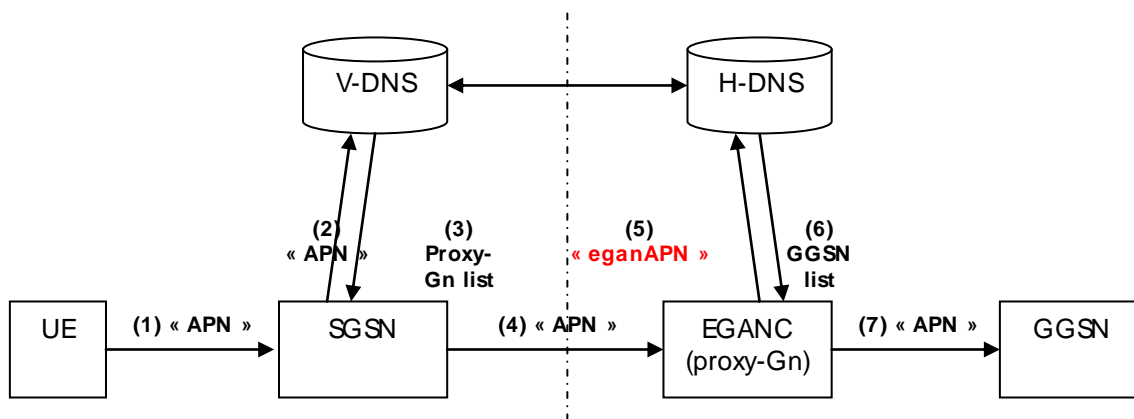 V-DNS
H-DNS
(2)
« APN »
(3)
Proxy-
Gn list
(5)
« eganAPN »
(6)
GGSN
list
UE
(1) « APN »
SGSN
(4) « APN »
EGANC
(proxy-Gn)
(7) « APN »
GGSN